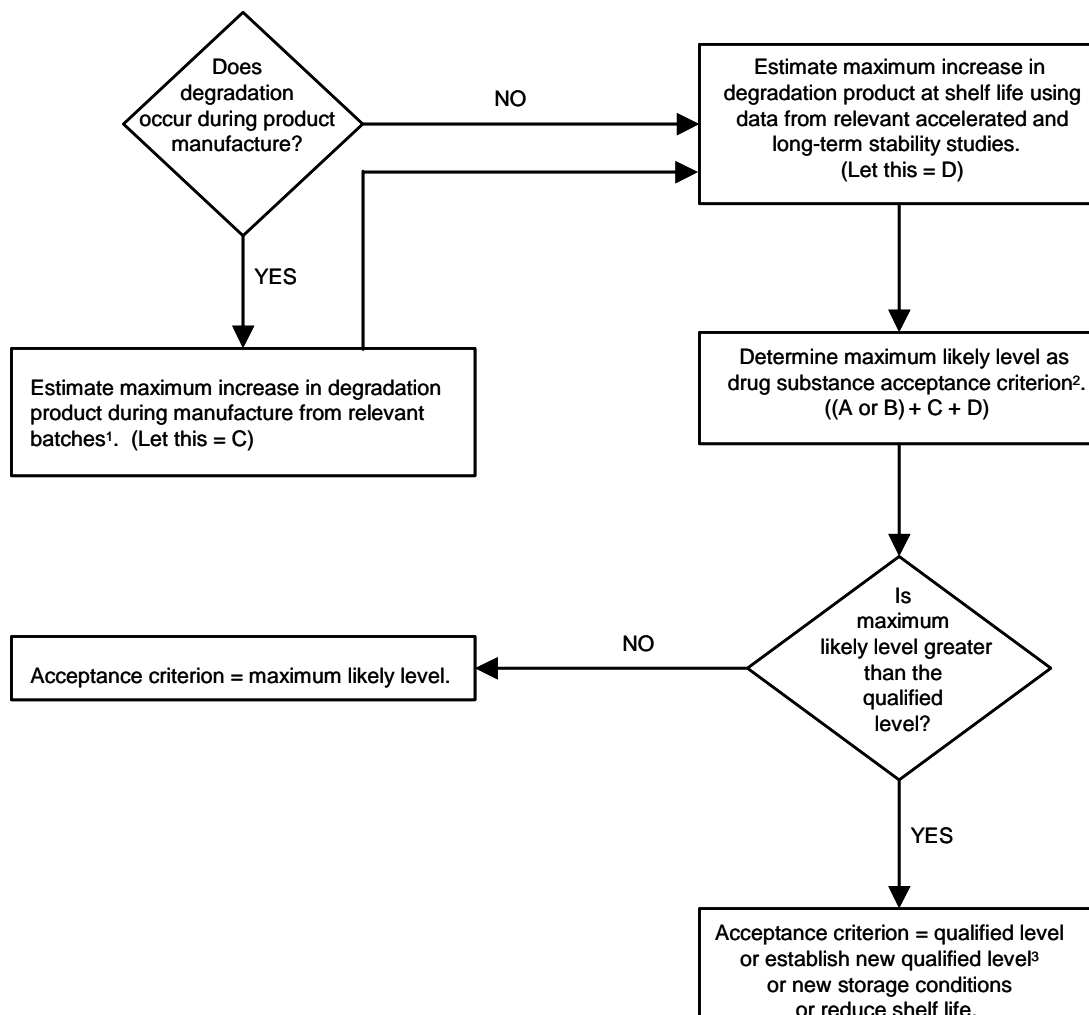 Does
degradation
occur during product
manufacture?
NO
Estimate maximum increase in
degradation product at shelf life using
data from relevant accelerated and
long-term stability studies.
(Let this = D)
YES
Estimate maximum increase in degradation
product during manufacture from relevant
batches¹.  (Let this = C)
Determine maximum likely level as
drug substance acceptance criterion².
((A or B) + C + D)
Is
maximum
likely level greater
than the
qualified
level?
NO
Acceptance criterion = maximum likely level.
YES
Acceptance criterion = qualified level
or establish new qualified level³
or new storage conditions
or reduce shelf life.